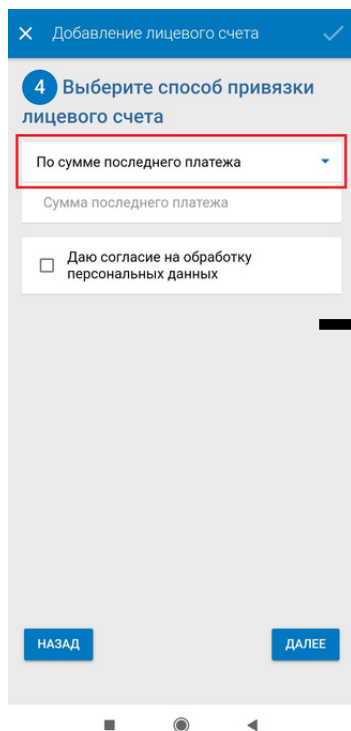 Добавление лицевого счета
4 Выберите способ привязки
лицевого счета
По сумме последнего платежа
Сумма последнего платежа
Даю согласие на обработку
персональных данных
НАЗАД
ДАЛЕЕ